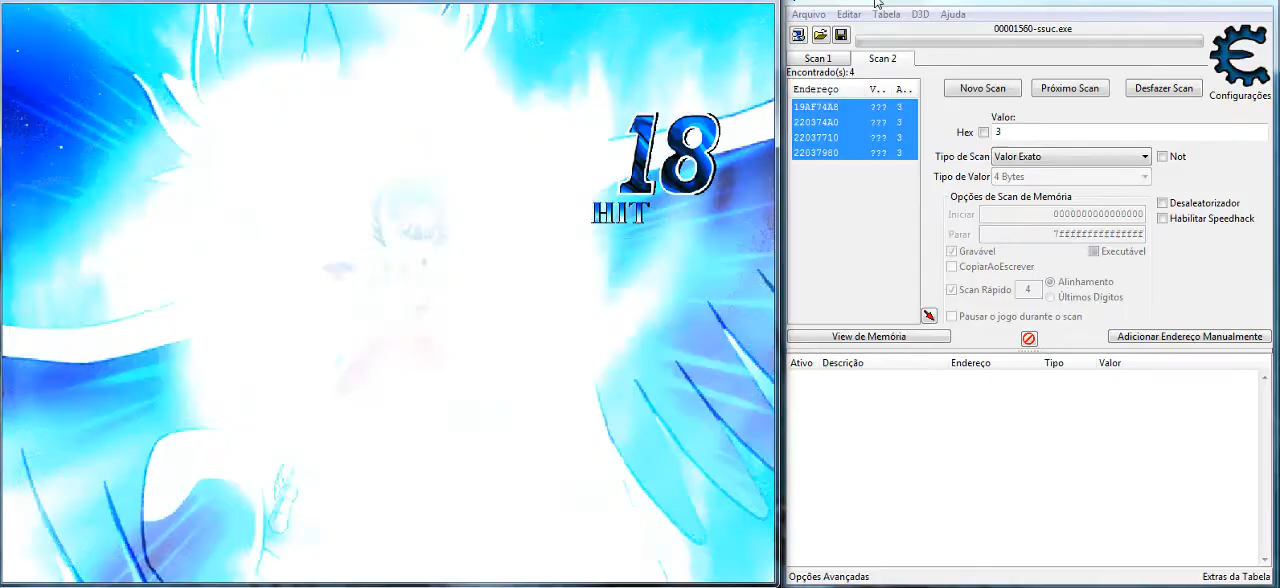 18
HIT
Arquivo Editar Tabela D3D Ajuda
00001560-ssuc.exe
Scan 1 Scan 2
Encontrado(s):4
Configurações
Endereço V.. A..
19AF74A8 ??? 3
220374A0 ??? 3
22037710 ??? 3
22037980 ??? 3
Novo Scan Próximo Scan Desfazer Scan
Valor:
Hex 3
Tipo de Scan Valor Exato Not
Tipo de Valor 4 Bytes
Opções de Scan de Memória
Iniciar 0000000000000000
Parar 7fffffffffffffff
Gravável Executável
CopiarAoEscrever
Scan Rápido 4 Alinhamento
Últimos Dígitos
Pausar o jogo durante o scan
Desaleatorizador
Habilitar Speedhack
View de Memória Adicionar Endereço Manualmente
Ativo Descrição Endereço Tipo Valor
Opções Avançadas Extras da Tabela